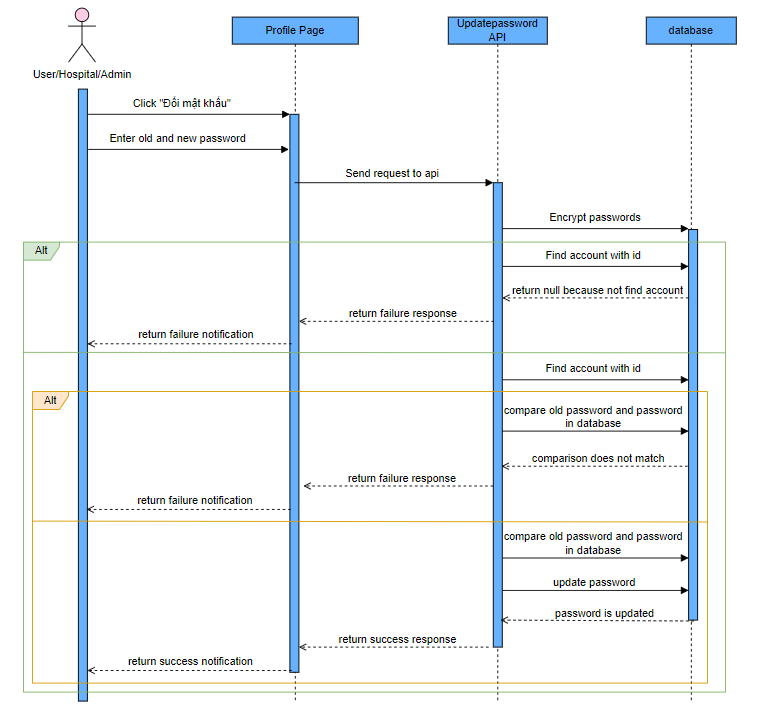 Profile Page
Updatepassword
API
database
User/Hospital/Admin
Click "Đổi mật khẩu"
Enter old and new password
Send request to api
Encrypt passwords
Alt
Find account with id
return null because not find account
return failure response
return failure notification
Find account with id
Alt
compare old password and password
in database
comparison does not match
return failure response
return failure notification
compare old password and password
in database
update password
password is updated
return success response
return success notification